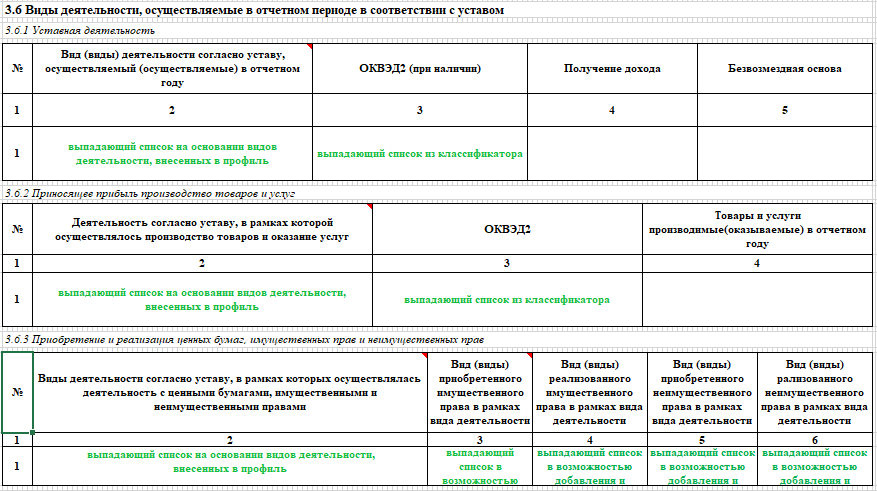 3.6 Виды деятельности, осуществляемые в отчетном периоде в соответствии с уставом
3.6.1 Уставная деятельность
№
Вид (виды) деятельности согласно уставу,
осуществляемый (осуществляемые) в отчетном
году
ОКВЭД2 (при наличии)
Получение дохода
Безвозмездная основа
1
2
3
4
5
1
выпадающий список на основании видов
деятельности, внесенных в профиль
выпадающий список из классификатора
3.6.2 Приносящее прибыль производство товаров и услуг
№
Деятельность согласно уставу, в рамках которой
осуществлялось производство товаров и оказание услуг
ОКВЭД2
Товары и услуги
производимые(оказываемые) в отчетном
году
1
2
3
4
1
выпадающий список на основании видов деятельности,
внесенных в профиль
выпадающий список из классификатора
3.6.3 Приобретение и реализация ценных бумаг, имущественных прав и неимущественных прав
№
Виды деятельности согласно уставу, в рамках которых осуществлялась
деятельность с ценными бумагами, имущественными и
неимущественными правами
Вид (виды)
приобретенного
имущественного
права в рамках
вида деятельности
Вид (виды)
реализованного
имущественного
права в рамках вида
деятельности
Вид (виды)
приобретенного
неимущественного
права в рамках
вида деятельности
Вид (виды)
рализованного
неимущественного
права в рамках вида
деятельности
1
2
3
4
5
6
1
выпадающий список на основании видов деятельности,
внесенных в профиль
выпадающий
список в
возможностью
выпадающий список
в возможностью
добавления и
выпадающий список
в возможностью
добавления и
выпадающий список
в возможностью
добавления и